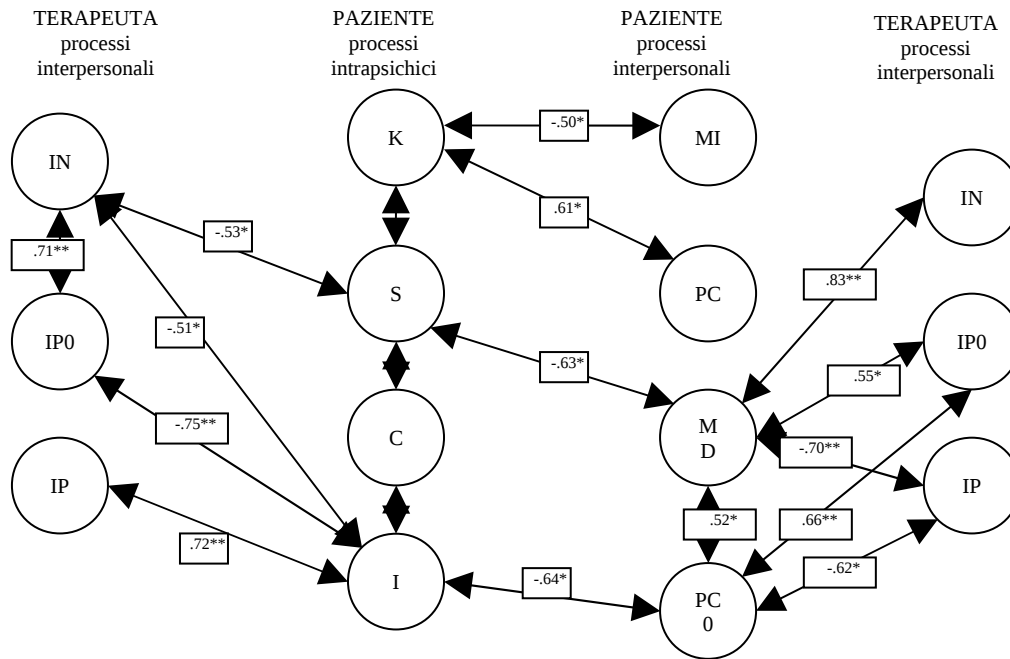 TERAPEUTA
processi
interpersonali
PAZIENTE
processi
intrapsichici
PAZIENTE
processi
interpersonali
TERAPEUTA
processi
interpersonali
K
-.50*
MI
IN
.61*
IN
-.53*
.71**
S
PC
.83**
-.51*
IP0
-.63*
IP0
.55*
-.75**
C
M
D
-.70**
IP
IP
.72**
.52*
.66**
I
-.64*
-.62*
PC
0